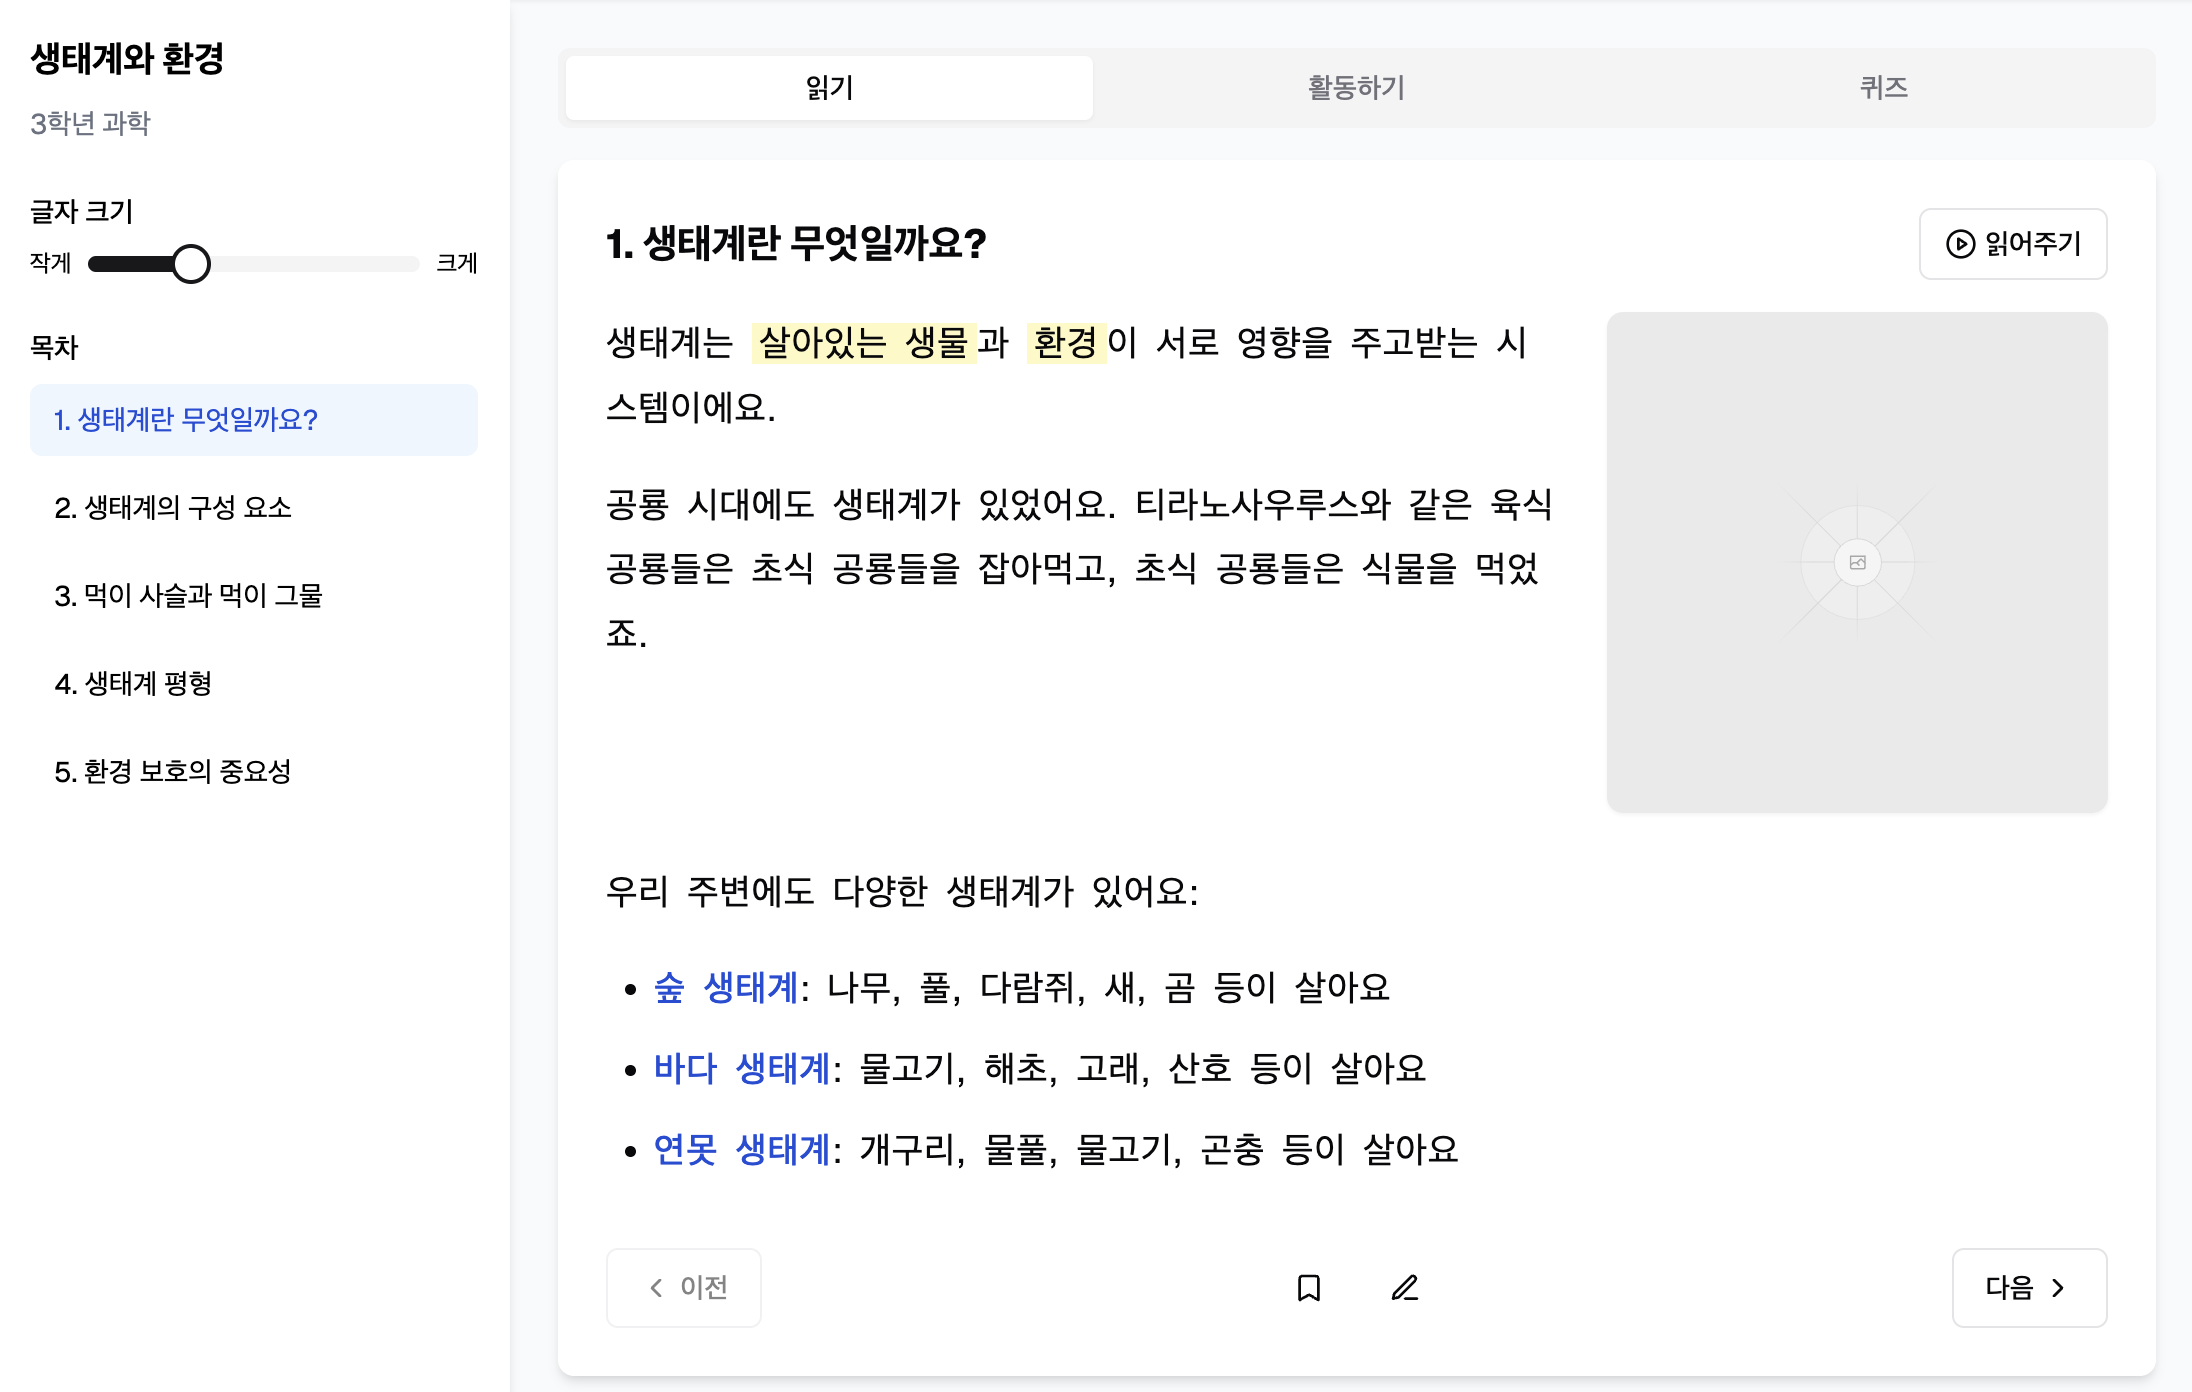 생태계와 환경
3학년 과학
글자 크기
작게 크게
목차
1. 생태계란 무엇일까요?
2. 생태계의 구성 요소
3. 먹이 사슬과 먹이 그물
4. 생태계 평형
5. 환경 보호의 중요성
읽기 활동하기 퀴즈
1. 생태계란 무엇일까요?
읽어주기
생태계는 살아있는 생물과 환경이 서로 영향을 주고받는 시
스템이에요.
공룡 시대에도 생태계가 있었어요. 티라노사우루스와 같은 육식
공룡들은 초식 공룡들을 잡아먹고, 초식 공룡들은 식물을 먹었
죠.
우리 주변에도 다양한 생태계가 있어요:
• 숲 생태계: 나무, 풀, 다람쥐, 새, 곰 등이 살아요
• 바다 생태계: 물고기, 해초, 고래, 산호 등이 살아요
• 연못 생태계: 개구리, 물풀, 물고기, 곤충 등이 살아요
이전 다음